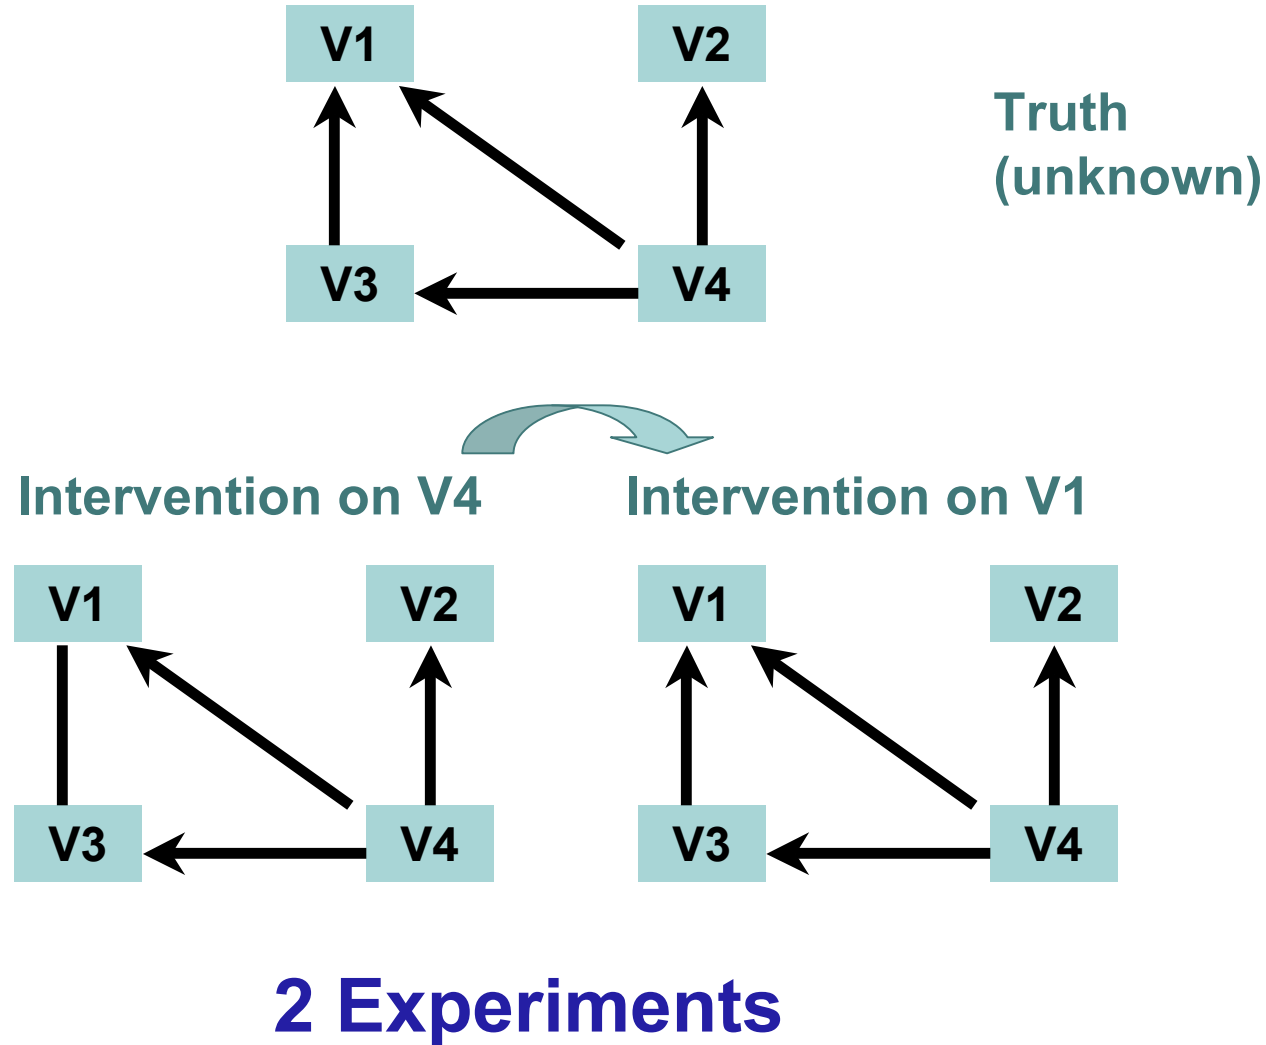 V1 V2
Truth
(unknown)
V3 V4
Intervention on V4
Intervention on V1
V1 V2
V3 V4
V1 V2
V3 V4
2 Experiments